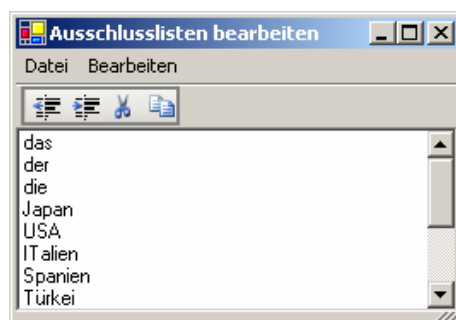 Ausschlusslisten bearbeiten
Datei Bearbeiten
das
der
die
Japan
USA
ITalien
Spanien
Türkei